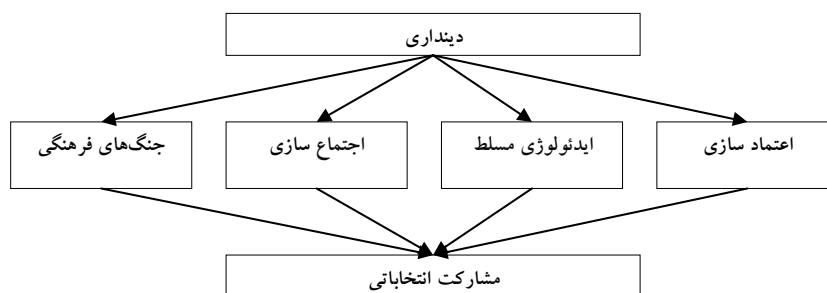 دینداری
اعتماد سازی
ایدئولوژی مسلط
اجتماع سازی
جنگ‌های فرهنگی
مشارکت انتخاباتی